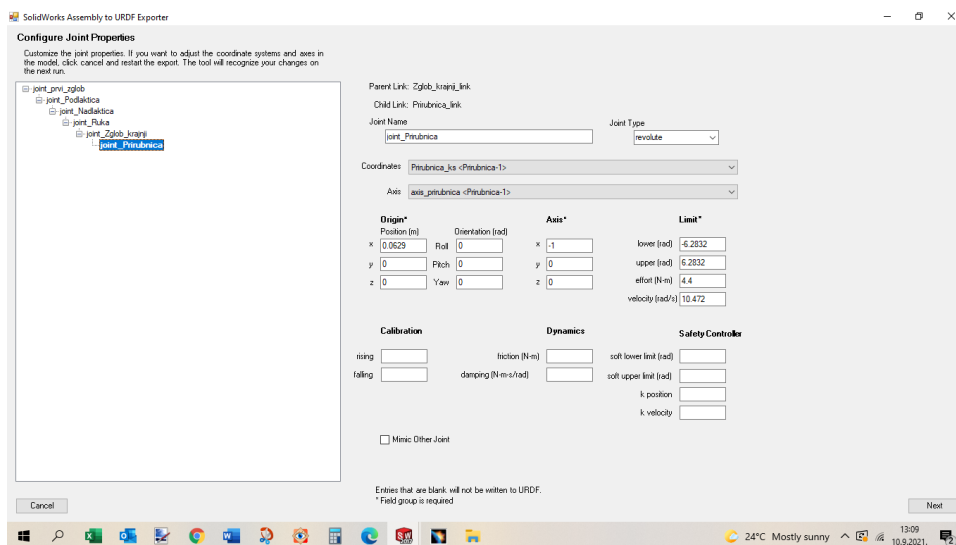 SolidWorks Assembly to URDF Exporter
Configure Joint Properties
Customize the joint properties. If you want to adjust the coordinate systems and axes in
the model, click cancel and restart the export. The tool will recognize your changes on
the next run.
joint_prvi_zglob
joint_Podlaktica
joint_Nadlaktica
joint_Ruka
joint_Zglob_krajnji
joint_Prirubnica
Parent Link: Zglob_krajnji_link
Child Link: Prirubnica_link
Joint Name
Joint Type
joint_Prirubnica
revolute
Coordinates Prirubnica_ks <Prirubnica-1>
Axis axis_prirubnica <Prirubnica-1>
Origin* Axis* Limit*
Position (m) Orientation (rad)
x 0.0629 Roll 0 x -1 lower (rad) -6.2832
y 0 Pitch 0 y 0 upper (rad) 6.2832
z 0 Yaw 0 z 0 effort (N-m) 4.4
velocity (rad/s) 10.472
Calibration Dynamics Safety Controller
rising friction (N-m) soft lower limit (rad)
falling damping (N-m-s/rad) soft upper limit (rad)
k position
k velocity
Mimic Other Joint
Entries that are blank will not be written to URDF.
* Field group is required
Cancel
Next
24°C Mostly sunny
13:09
10.9.2021.
2